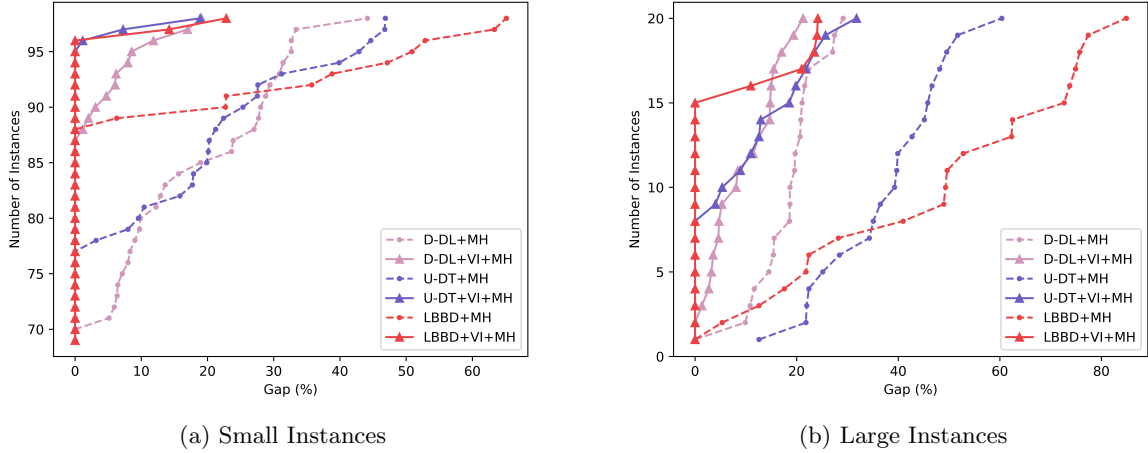 Number of Instances
95
90
85
80
75
70
0
10
20
30
40
50
60
Gap (%)
D-DL+MH
D-DL+VI+MH
U-DT+MH
U-DT+VI+MH
LBBD+MH
LBBD+VI+MH
(a) Small Instances
Number of Instances
20
15
10
5
0
0
20
40
60
80
Gap (%)
D-DL+MH
D-DL+VI+MH
U-DT+MH
U-DT+VI+MH
LBBD+MH
LBBD+VI+MH
(b) Large Instances